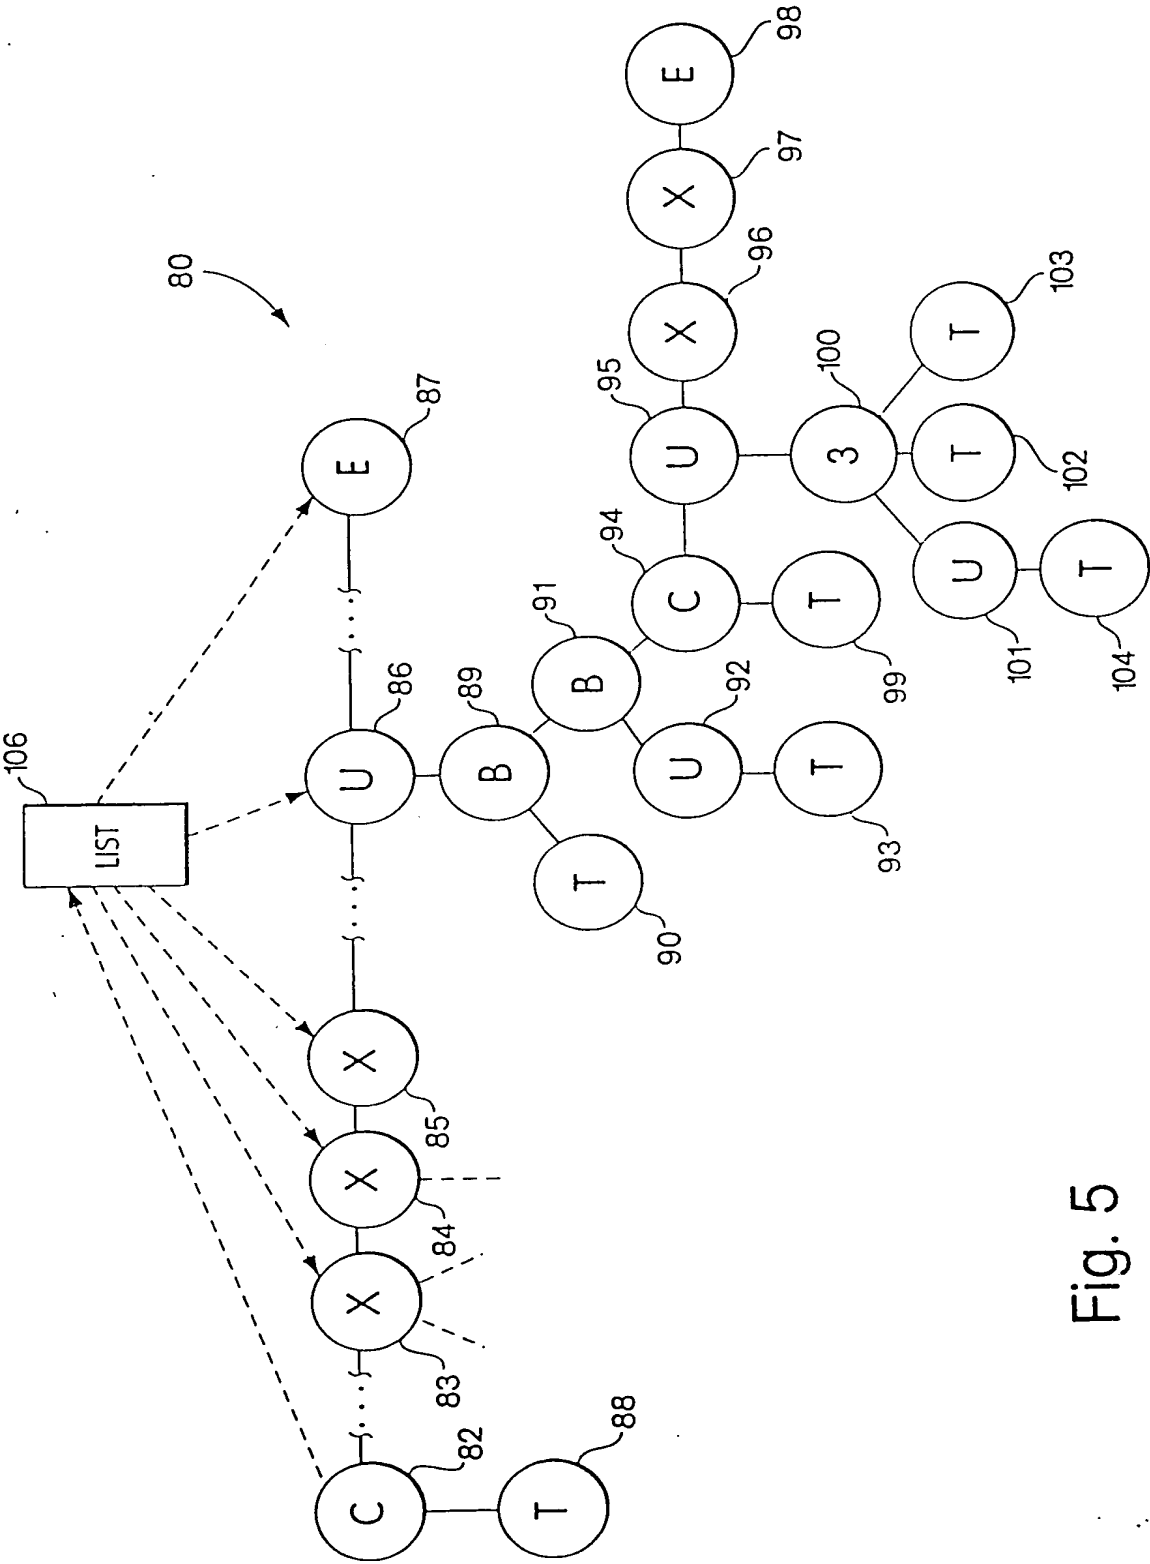 106
LIST
80
C ... X X X ... U ... E
82 83 84 85 86 87
89
T B
88
91
T B
90
94 95 98
C U X X E
92 97
96
U
99 100 103
T T 3
93
U T T
101 102
T
104
Fig. 5